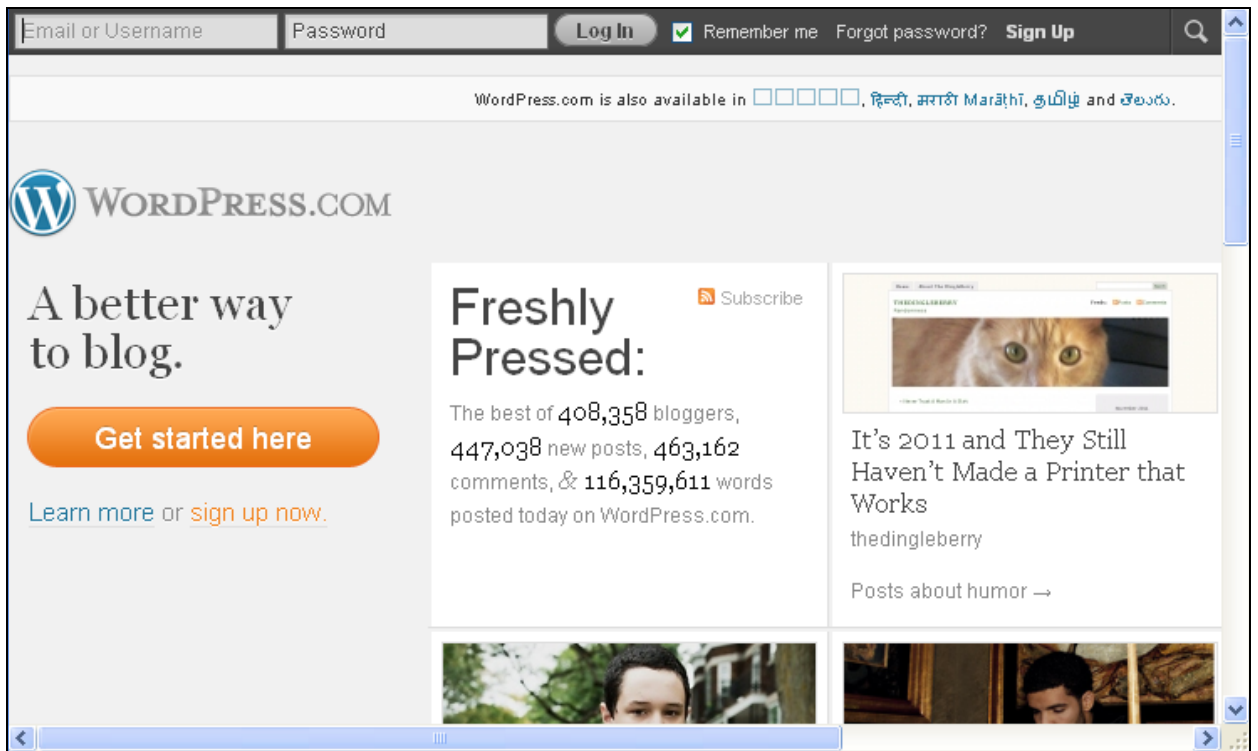 Email or Username Password Log In Remember me Forgot password? Sign Up
WordPress.com is also available in □□□□□, हिन्दी, मराठी Marāṭhī, தமிழ் and తెలుగు.
WORDPRESS.COM
A better way
to blog.
Get started here
Learn more or sign up now.
Freshly
Pressed:
Subscribe
The best of 408,358 bloggers,
447,038 new posts, 463,162
comments, & 116,359,611 words
posted today on WordPress.com.
THEDINGLEBERRY
It's 2011 and They Still
Haven't Made a Printer that
Works
thedingleberry
Posts about humor →